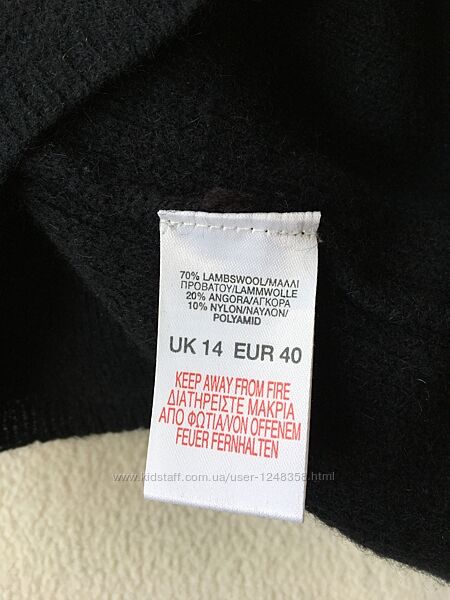 70% LAMBSWOOL/ΜΑΛΛΙ
ΠΡΟΒΑΤΟΥ/LAMMWOLLE
20% ANGORA/ΑΓΚΟΡΑ
10% NYLON/ΝΑΥΛΟΝ/
POLYAMID
UK 14 EUR 40
KEEP AWAY FROM FIRE
ΔΙΑΤΗΡΕΙΣΤΕ ΜΑΚΡΙΑ
ΑΠΟ ΦΩΤΙΑ/VON OFFENEM
FEUER FERNHALTEN
www.kidstaff.com.ua/user-1248358.html